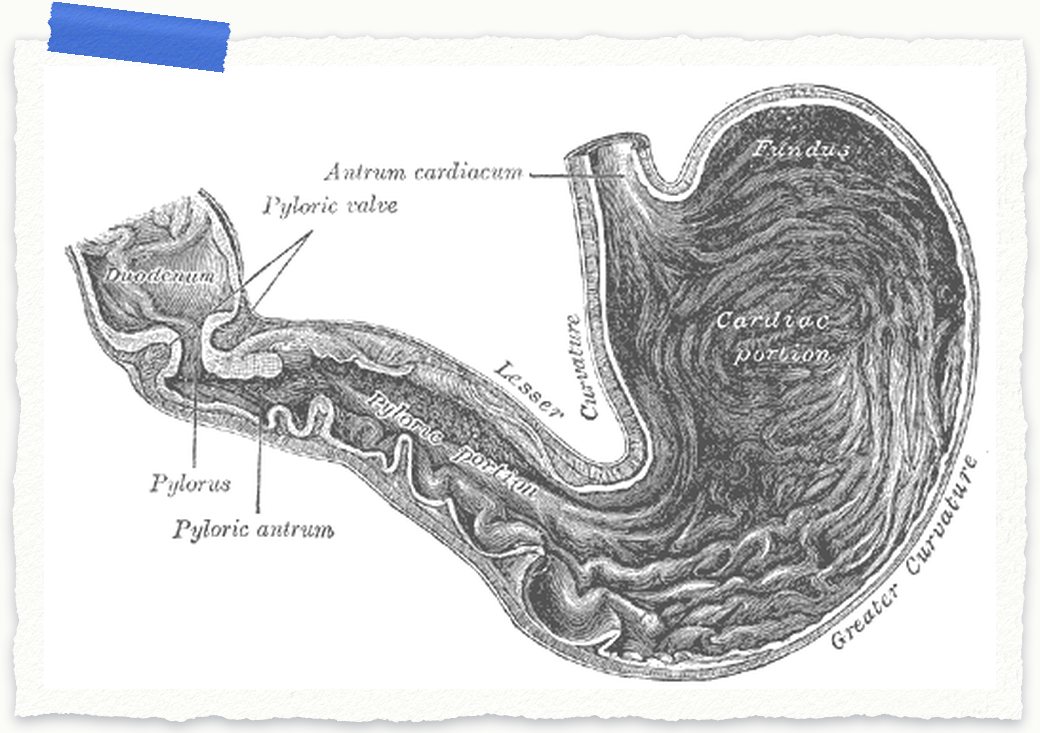 Fundus
Antrum cardiacum
Pyloric valve
Duodenum
Cardiac
portion
Lesser
Curvature
Pyloric
portion
Pylorus
Pyloric antrum
Greater Curvature